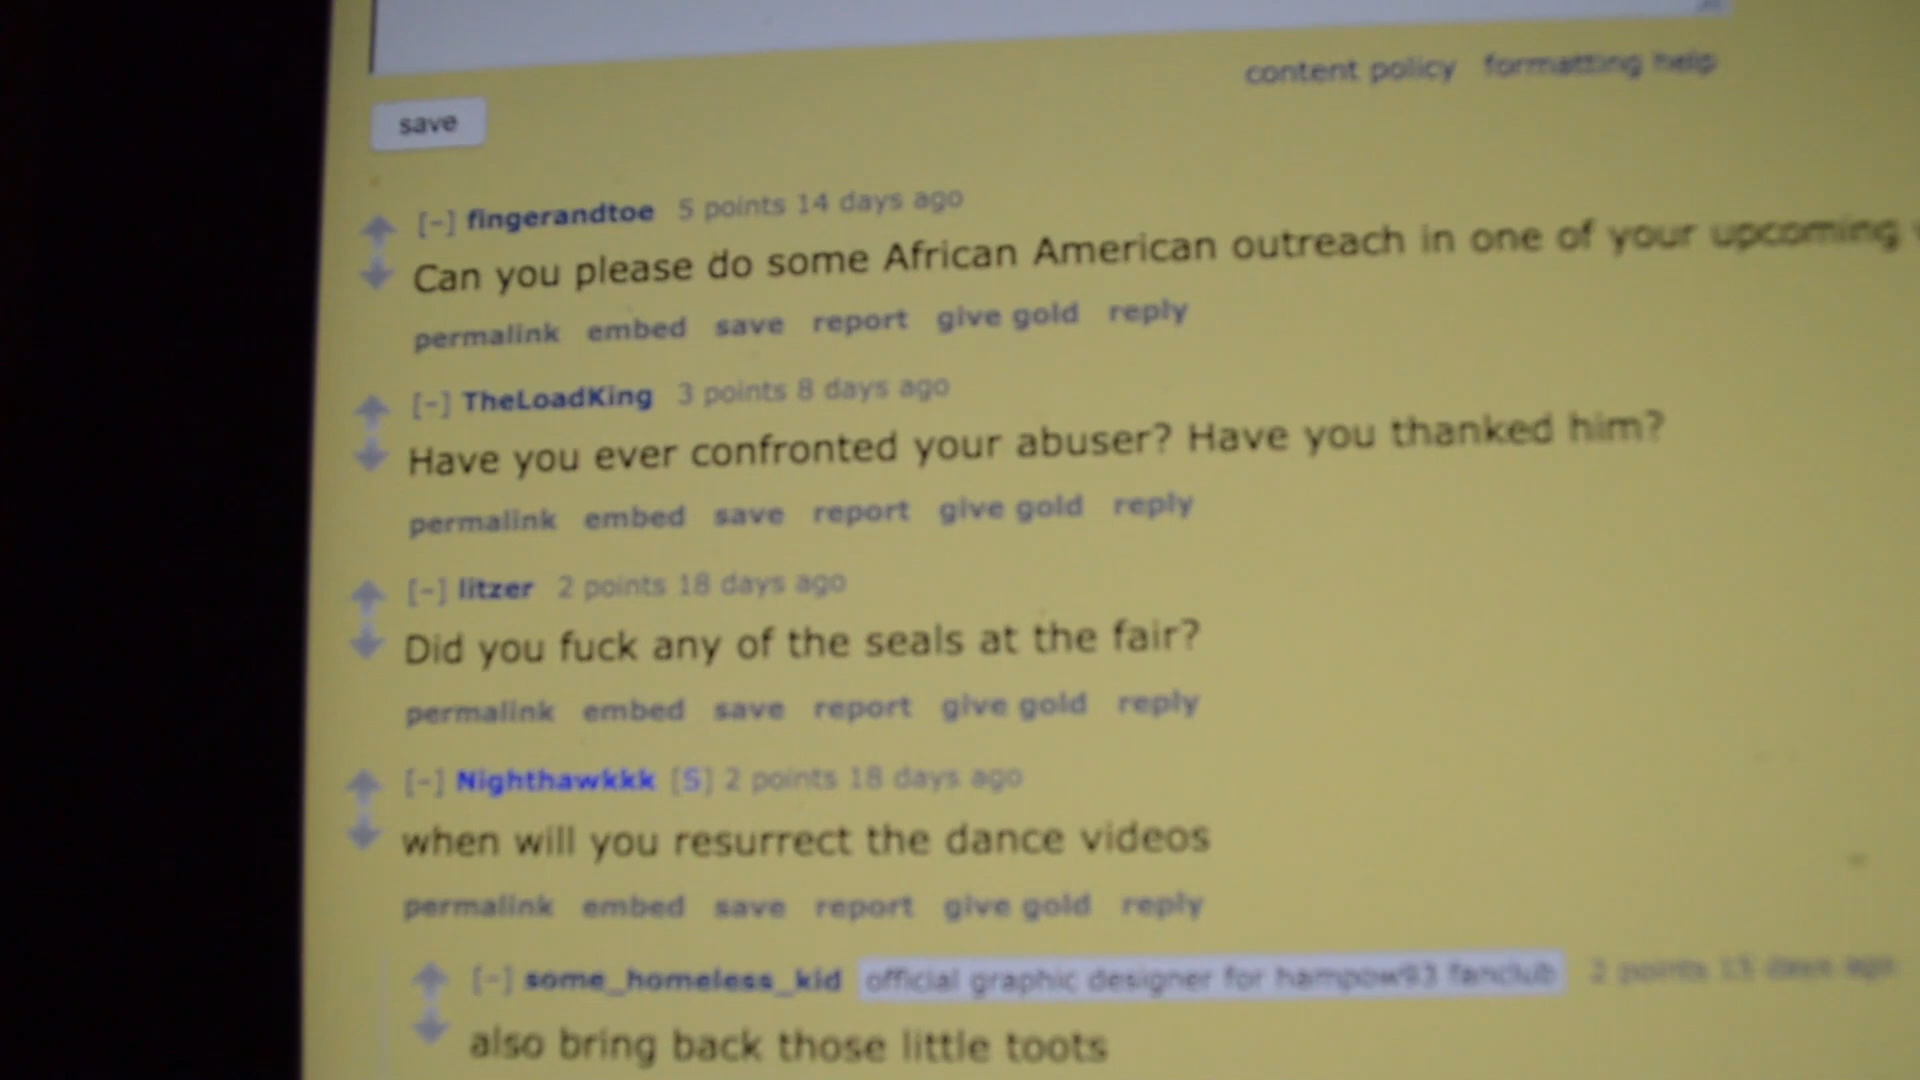 content policy formatting help
save
[–] fingerandtoe 5 points 14 days ago
Can you please do some African American outreach in one of your upcoming
permalink embed save report give gold reply
[–] TheLoadKing 3 points 8 days ago
Have you ever confronted your abuser? Have you thanked him?
permalink embed save report give gold reply
[–] litzer 2 points 18 days ago
Did you fuck any of the seals at the fair?
permalink embed save report give gold reply
[–] Nighthawkkk [S] 2 points 18 days ago
when will you resurrect the dance videos
permalink embed save report give gold reply
[–] some_homeless_kid official graphic designer for hampow93 fanclub 2 points days ago
also bring back those little toots